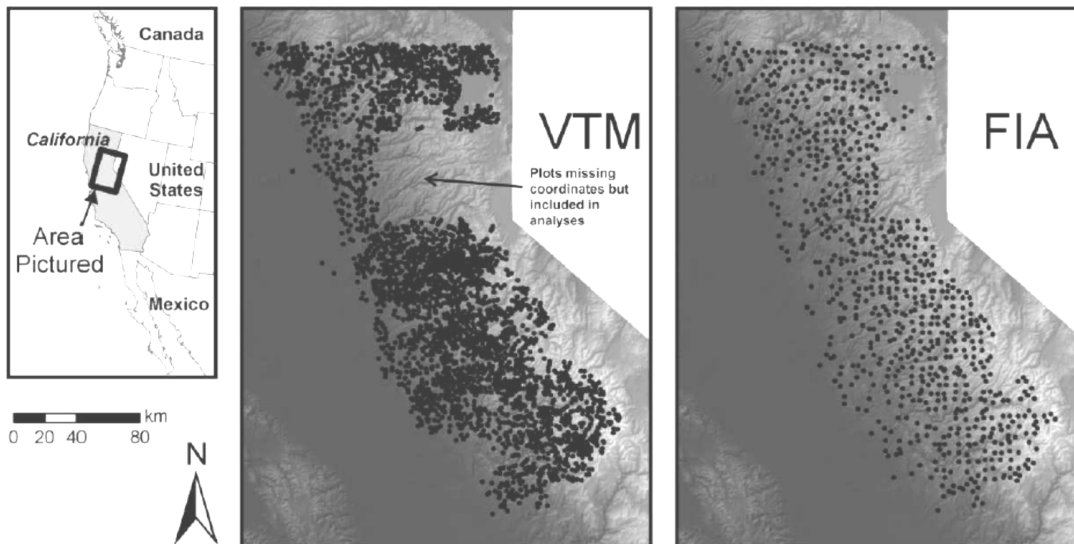 Canada
California
United
States
Area
Pictured
Mexico
km
0 20 40 80
N
VTM
Plots missing
coordinates but
included in
analyses
FIA